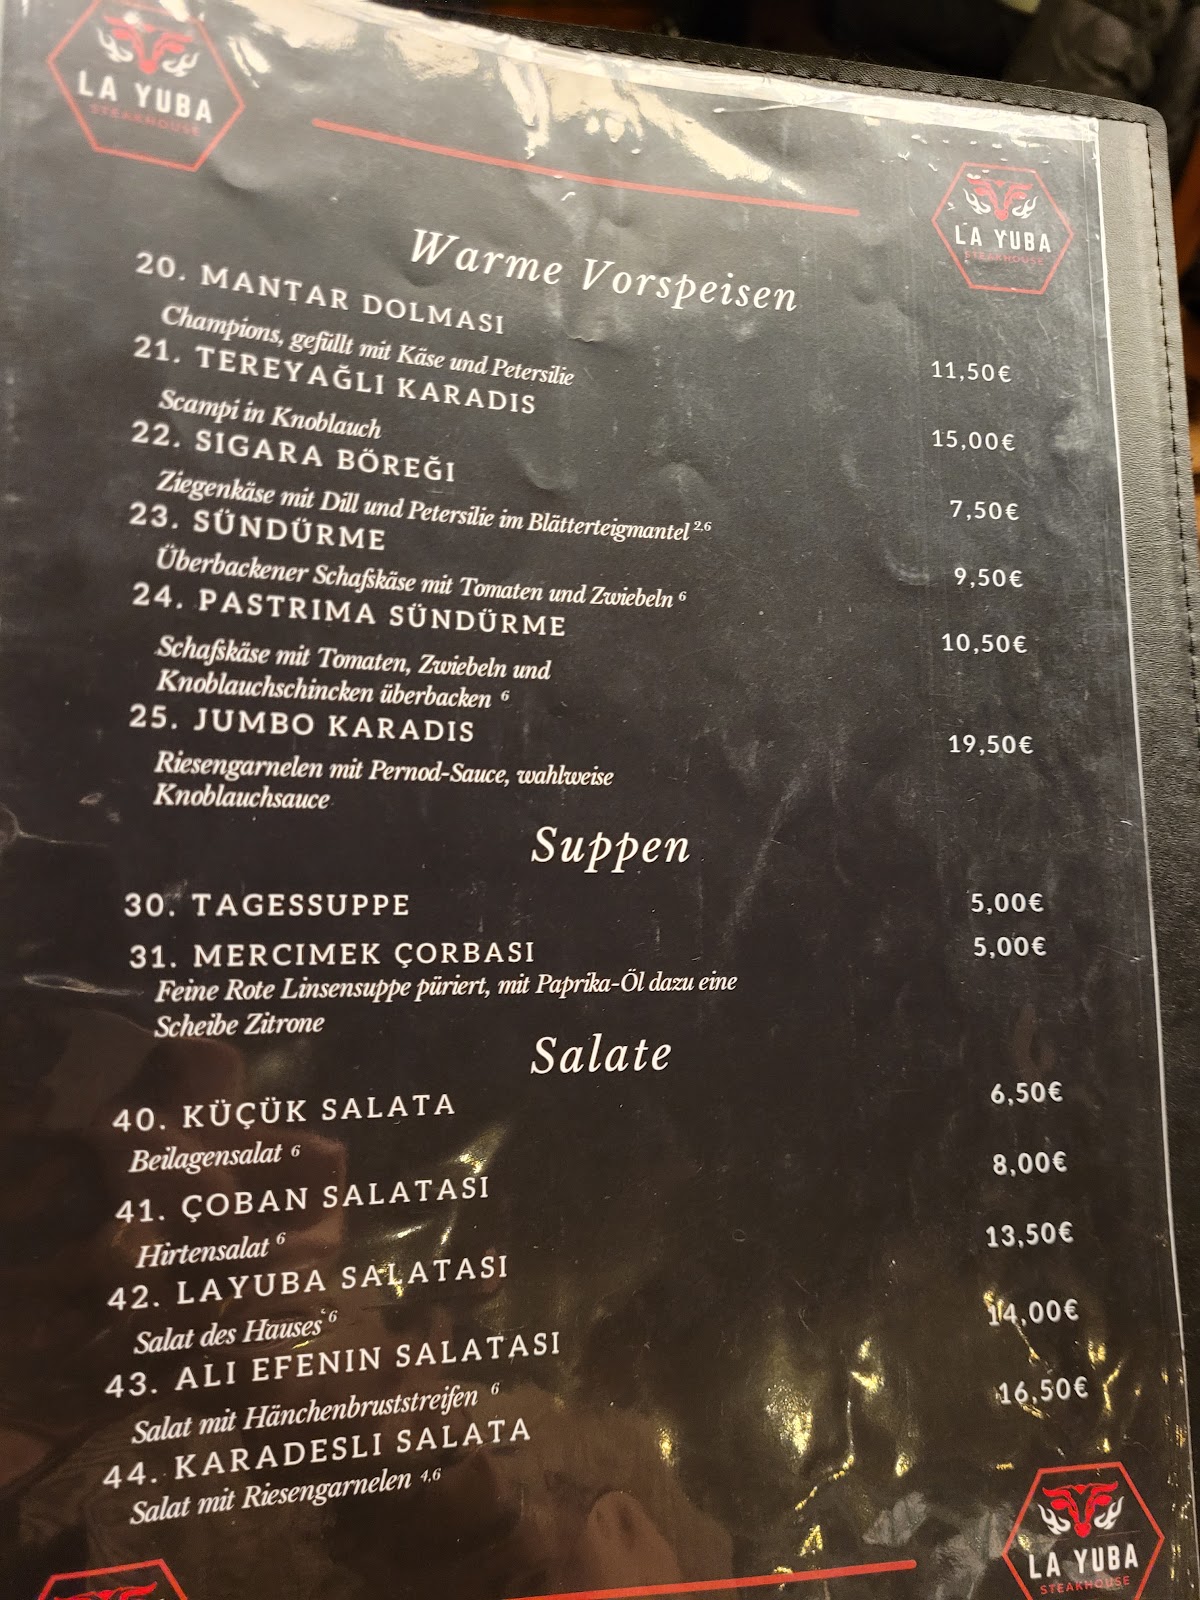 LA YUBA
STEAKHOUSE
LA YUBA
STEAKHOUSE
Warme Vorspeisen
20. MANTAR DOLMASI
Champions, gefüllt mit Käse und Petersilie 11,50€
21. TEREYAĞLI KARADIS
Scampi in Knoblauch 15,00€
22. SIGARA BÖREĞI
Ziegenkäse mit Dill und Petersilie im Blätterteigmantel 2,6 7,50€
23. SÜNDÜRME
Überbackener Schafskäse mit Tomaten und Zwiebeln 6 9,50€
24. PASTRIMA SÜNDÜRME 10,50€
Schafskäse mit Tomaten, Zwiebeln und
Knoblauchschincken überbacken 6
25. JUMBO KARADIS 19,50€
Riesengarnelen mit Pernod-Sauce, wahlweise
Knoblauchsauce
Suppen
30. TAGESSUPPE 5,00€
31. MERCIMEK ÇORBASI 5,00€
Feine Rote Linsensuppe püriert, mit Paprika-Öl dazu eine
Scheibe Zitrone
Salate
40. KÜÇÜK SALATA 6,50€
Beilagensalat 6
41. ÇOBAN SALATASI 8,00€
Hirtensalat 6
42. LAYUBA SALATASI 13,50€
Salat des Hauses‘ 6
43. ALI EFENIN SALATASI 14,00€
Salat mit Hänchenbruststreifen 6
44. KARADESLI SALATA 16,50€
Salat mit Riesengarnelen 4,6
LA YUBA
STEAKHOUSE